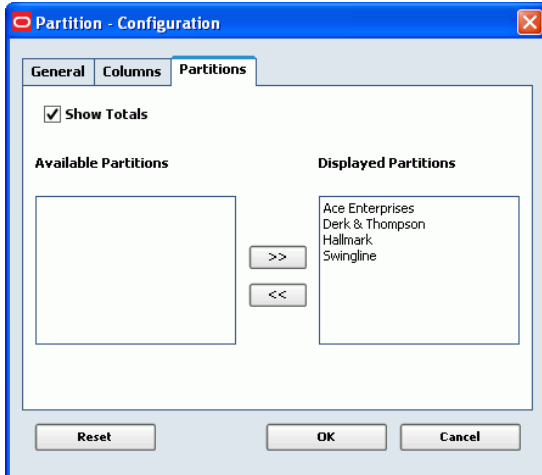 Partition - Configuration
General Columns Partitions
Show Totals
Available Partitions Displayed Partitions
Ace Enterprises
Derk & Thompson
Hallmark
Swingline
>>
<<
Reset OK Cancel